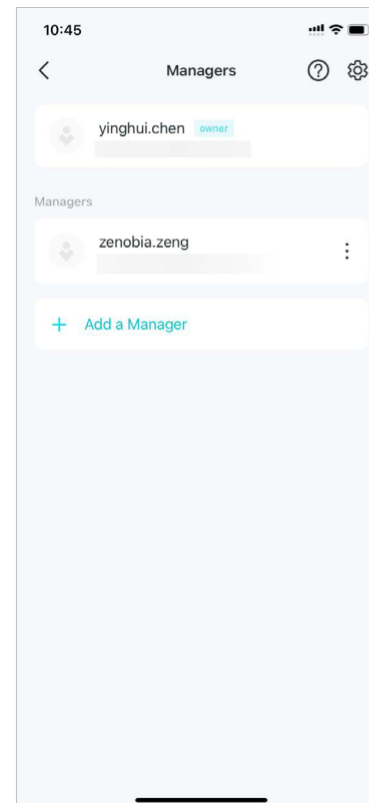 10:45
Managers
yinghui.chen owner
Managers
zenobia.zeng
Add a Manager